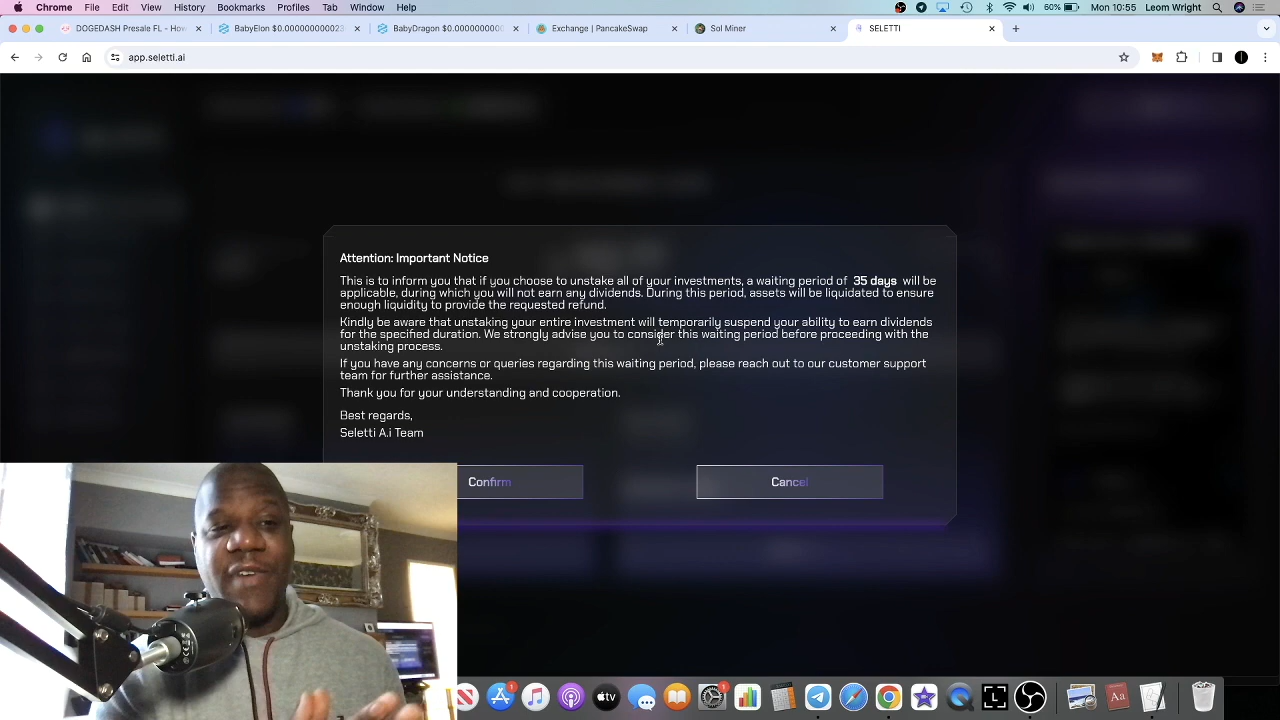 Chrome File Edit View History Bookmarks Profiles Tab Window Help 60% Mon 10:55 Leom Wright
DOGEDASH Presale FL - How BabyElon $0.000000000028 BabyDragon $0.000000000 Exchange | PancakeSwap Sol Miner SELETTI
app.seletti.ai
Attention: Important Notice
This is to inform you that if you choose to unstake all of your investments, a waiting period of 35 days will be
applicable, during which you will not earn any dividends. During this period, assets will be liquidated to ensure
enough liquidity to provide the requested refund.
Kindly be aware that unstaking your entire investment will temporarily suspend your ability to earn dividends
for the specified duration. We strongly advise you to consider this waiting period before proceeding with the
unstaking process.
If you have any concerns or queries regarding this waiting period, please reach out to our customer support
team for further assistance.
Thank you for your understanding and cooperation.
Best regards,
Seletti A.i Team
Confirm Cancel
tv
L
Aa